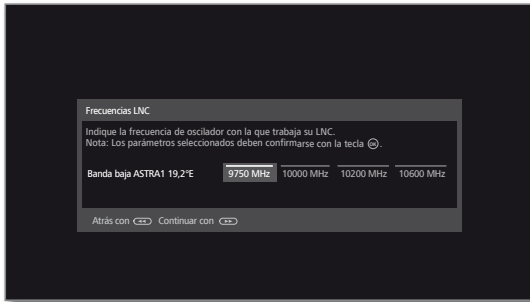 Frecuencias LNC
Indique la frecuencia de oscilador con la que trabaja su LNC.
Nota: Los parámetros seleccionados deben confirmarse con la tecla OK.
Banda baja ASTRA1 19,2°E 9750 MHz 10000 MHz 10200 MHz 10600 MHz
Atrás con Continuar con